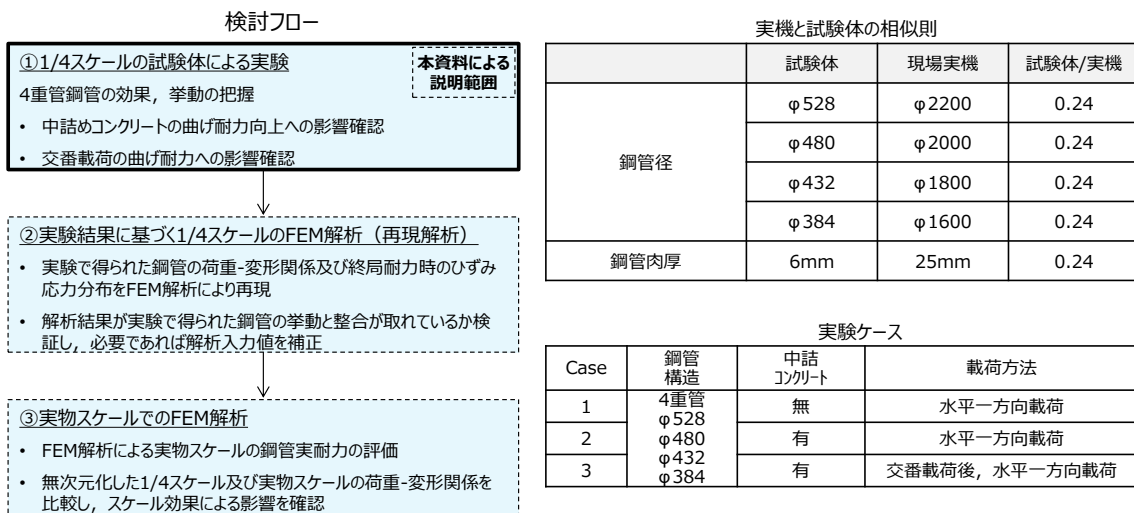 検討フロー
①1/4スケールの試験体による実験
本資料による
説明範囲
4重管鋼管の効果，挙動の把握
• 中詰めコンクリートの曲げ耐力向上への影響確認
• 交番載荷の曲げ耐力への影響確認
②実験結果に基づく1/4スケールのFEM解析（再現解析）
• 実験で得られた鋼管の荷重-変形関係及び終局耐力時のひずみ
応力分布をFEM解析により再現
• 解析結果が実験で得られた鋼管の挙動と整合が取れているか検
証し，必要であれば解析入力値を補正
③実物スケールでのFEM解析
• FEM解析による実物スケールの鋼管実耐力の評価
• 無次元化した1/4スケール及び実物スケールの荷重-変形関係を
比較し，スケール効果による影響を確認
実機と試験体の相似則
試験体 現場実機 試験体/実機
鋼管径
φ528 φ2200 0.24
φ480 φ2000 0.24
φ432 φ1800 0.24
φ384 φ1600 0.24
鋼管肉厚 6mm 25mm 0.24
実験ケース
Case 鋼管
構造 中詰
コンクリート 載荷方法
4重管
φ528
φ480
φ432
φ384
1 無 水平一方向載荷
2 有 水平一方向載荷
3 有 交番載荷後，水平一方向載荷